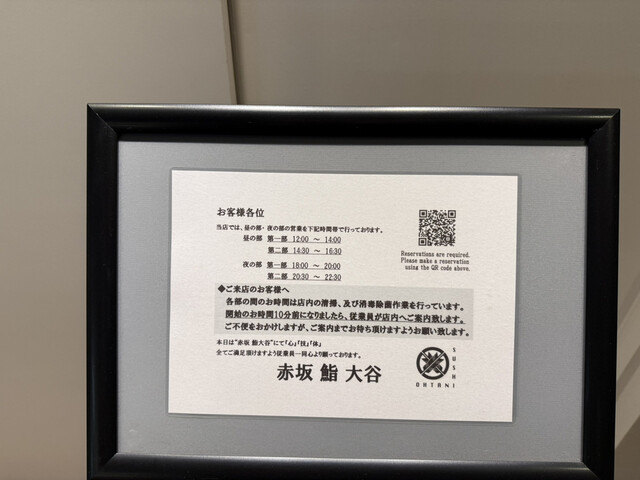 お客様各位
当店では、昼の部・夜の部の営業を下記時間帯で行っております。
昼の部 第一部 12:00 ～ 14:00
第二部 14:30 ～ 16:30
夜の部 第一部 18:00 ～ 20:00
第二部 20:30 ～ 22:30
Reservations are required.
Please make a reservation
using the QR code above.
◆ご来店のお客様へ
各部の間のお時間は店内の清掃、及び消毒除菌作業を行っています。
開始のお時間10分前になりましたら、従業員が店内へご案内致します。
ご不便をおかけしますが、ご案内までお待ち頂けますようお願い致します。
本日は"赤坂 鮨大谷"にて「心」「技」「体」
全てご満足頂けますよう従業員一同心より願っております。
赤坂 鮨 大谷
SUSHI
OHTANI